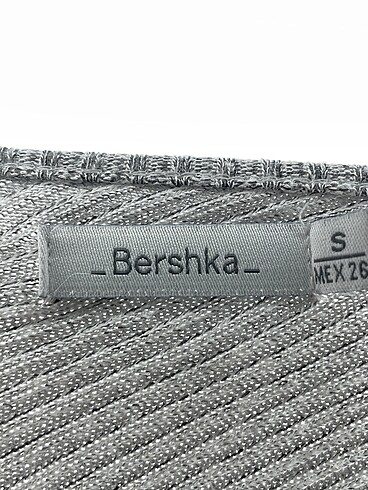 _Bershka_
S
MEX 26